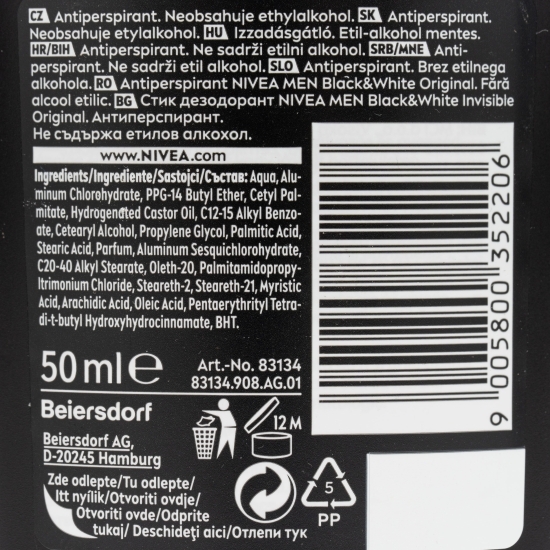 CZ Antiperspirant. Neobsahuje ethylalkohol. SK Antiperspirant.
Neobsahuje etylalkohol. HU Izzadásgátló. Etil-alkohol mentes.
HR/BIH Antiperspirant. Ne sadrži etilni alkohol. SRB/MNE Anti-
perspirant. Ne sadrži etil alkohol. SLO Antiperspirant. Brez etilnega
alkohola. RO Antiperspirant NIVEA MEN Black&White Original. Fără
alcool etilic. BG Стик дезодорант NIVEA MEN Black&White Invisible
Original. Антиперспирант.
Не съдържа етилов алкохол.
www.NIVEA.com
Ingredients/Ingrediente/Sastojci/Състав: Aqua, Alu-
minum Chlorohydrate, PPG-14 Butyl Ether, Cetyl Pal-
mitate, Hydrogenated Castor Oil, C12-15 Alkyl Benzo-
ate, Cetearyl Alcohol, Propylene Glycol, Palmitic Acid,
Stearic Acid, Parfum, Aluminum Sesquichlorohydrate,
C20-40 Alkyl Stearate, Oleth-20, Palmitamidopropy-
ltrimonium Chloride, Steareth-2, Steareth-21, Myristic
Acid, Arachidic Acid, Oleic Acid, Pentaerythrityl Tetra-
di-t-butyl Hydroxyhydrocinnamate, BHT.
50 ml e
Art.-No. 83134
83134.908.AG.01
9 005800 352206
Beiersdorf
12 M
Beiersdorf AG,
D-20245 Hamburg
Zde odlepte/Tu odlepte/
Itt nyílik/Otvoriti ovdje/
Otvoriti ovde/Odprite
tukaj/Deschideți aici/Отлепи тук
5
PP